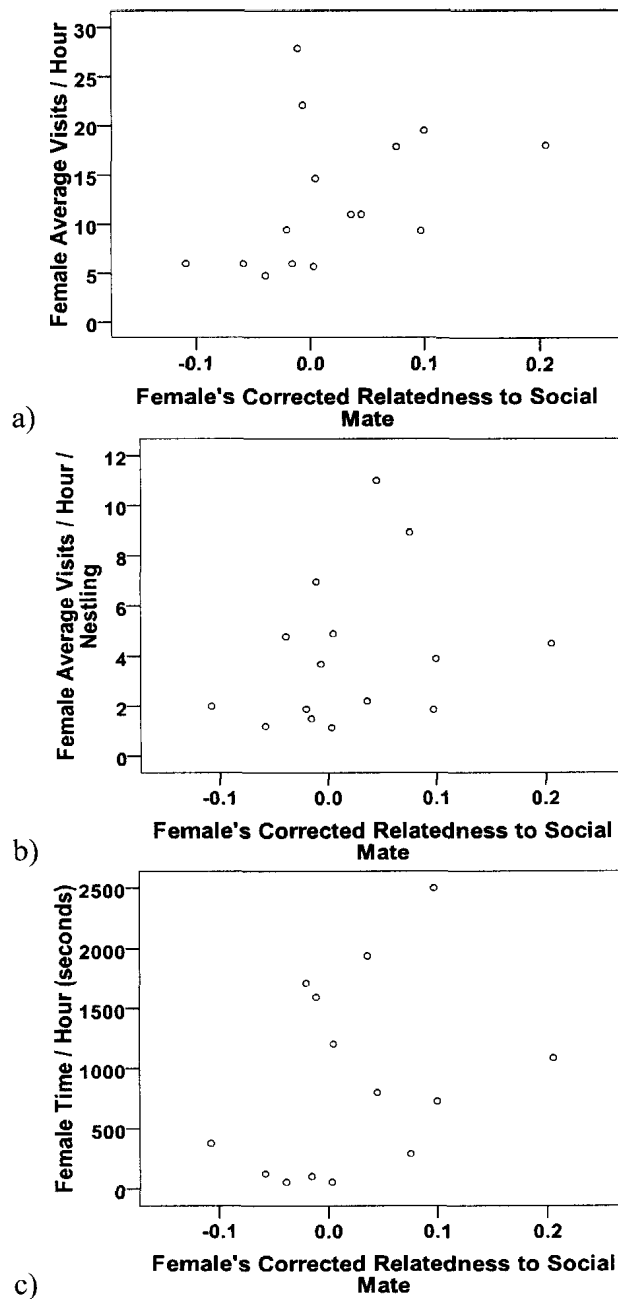 Female Average Visits / Hour
30
25
20
15
10
5
0
-0.1 0.0 0.1 0.2
Female's Corrected Relatedness to Social
Mate
a)
Female Average Visits / Hour /
Nestling
12
10
8
6
4
2
0
-0.1 0.0 0.1 0.2
Female's Corrected Relatedness to Social
Mate
b)
Female Time / Hour (seconds)
2500
2000
1500
1000
500
0
-0.1 0.0 0.1 0.2
Female's Corrected Relatedness to Social
Mate
c)